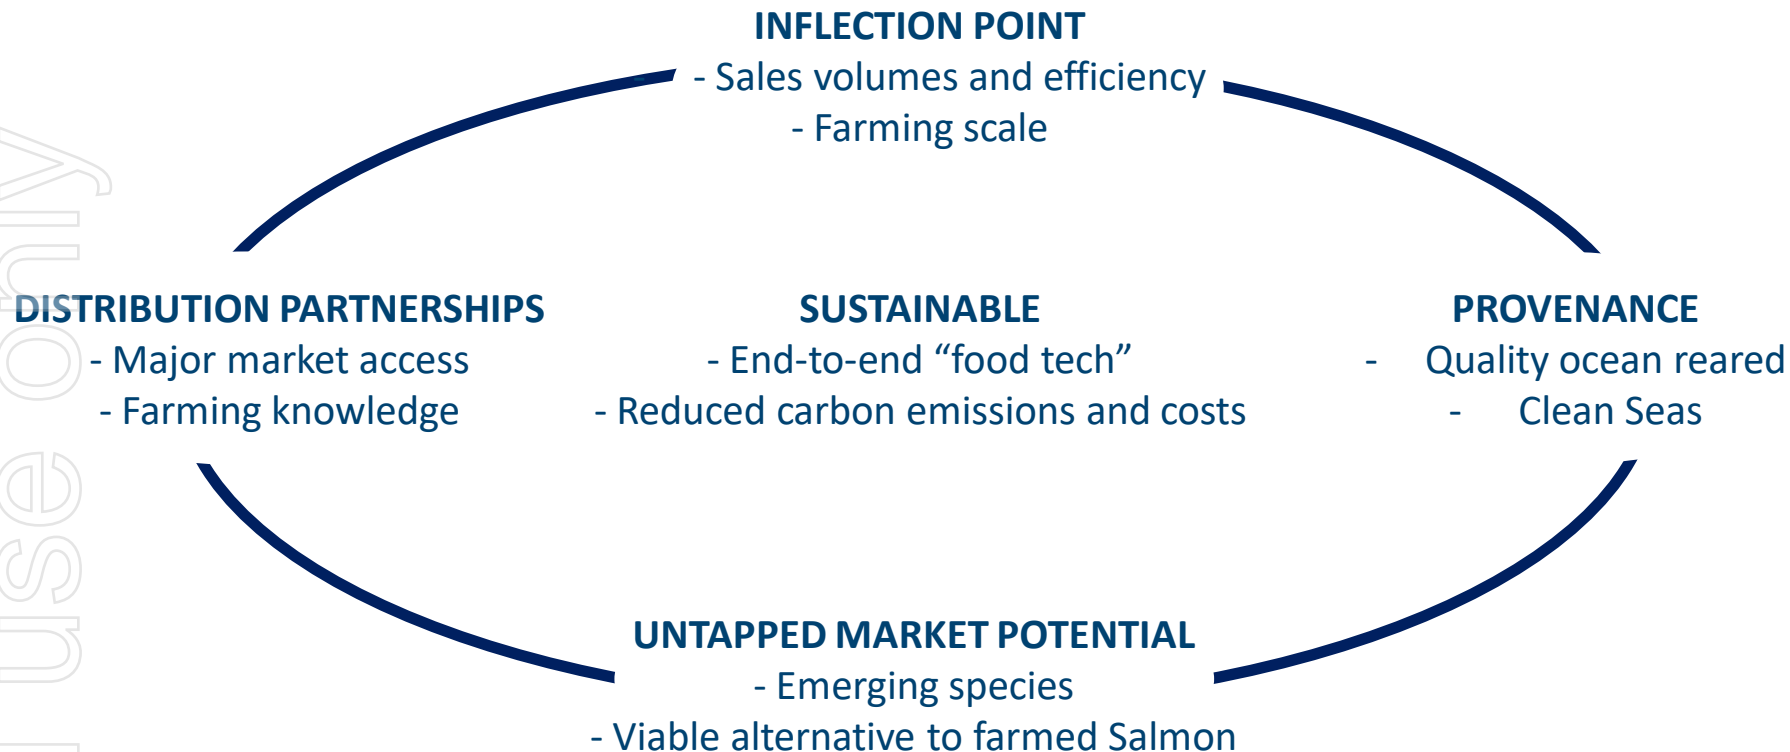 INFLECTION POINT
- Sales volumes and efficiency
- Farming scale
DISTRIBUTION PARTNERSHIPS
- Major market access
- Farming knowledge
SUSTAINABLE
- End-to-end “food tech”
- Reduced carbon emissions and costs
PROVENANCE
- Quality ocean reared
- Clean Seas
UNTAPPED MARKET POTENTIAL
- Emerging species
- Viable alternative to farmed Salmon
use only